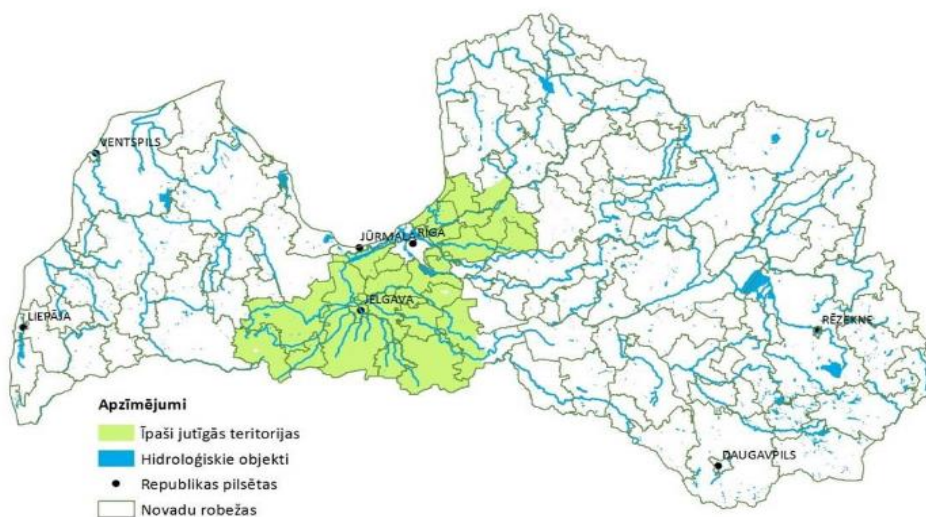 VENTSPILS
JŪRMALA
RĪGA
JELGAVA
LIEPĀJA
RĒZEKNE
DAUGAVPILS
Apzīmējumi
Īpaši jutīgās teritorijas
Hidroloģiskie objekti
Republikas pilsētas
Novadu robežas